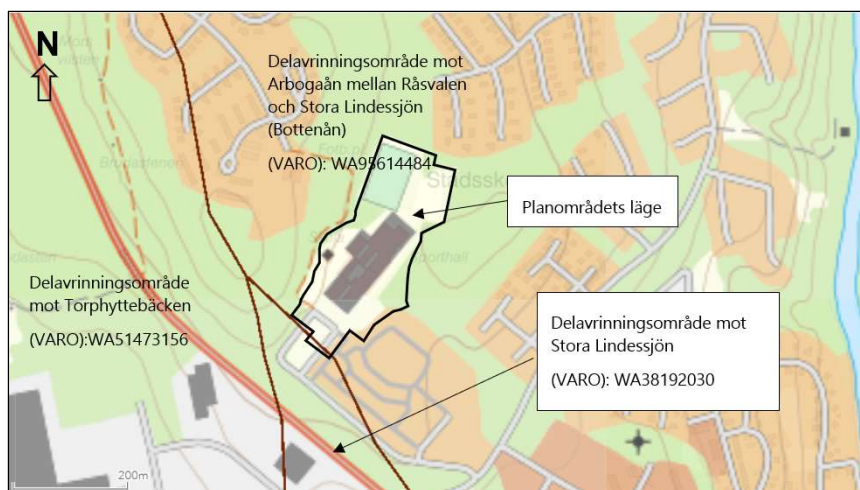 N
Delavrinningsområde mot
Arbogaån mellan Råsvalen
och Stora Lindessjön
(Bottenån)
(VARO): WA95614484
Planområdets läge
Delavrinningsområde
mot Torphyttebäcken
(VARO):WA51473156
Delavrinningsområde mot
Stora Lindessjön
(VARO): WA38192030
200m